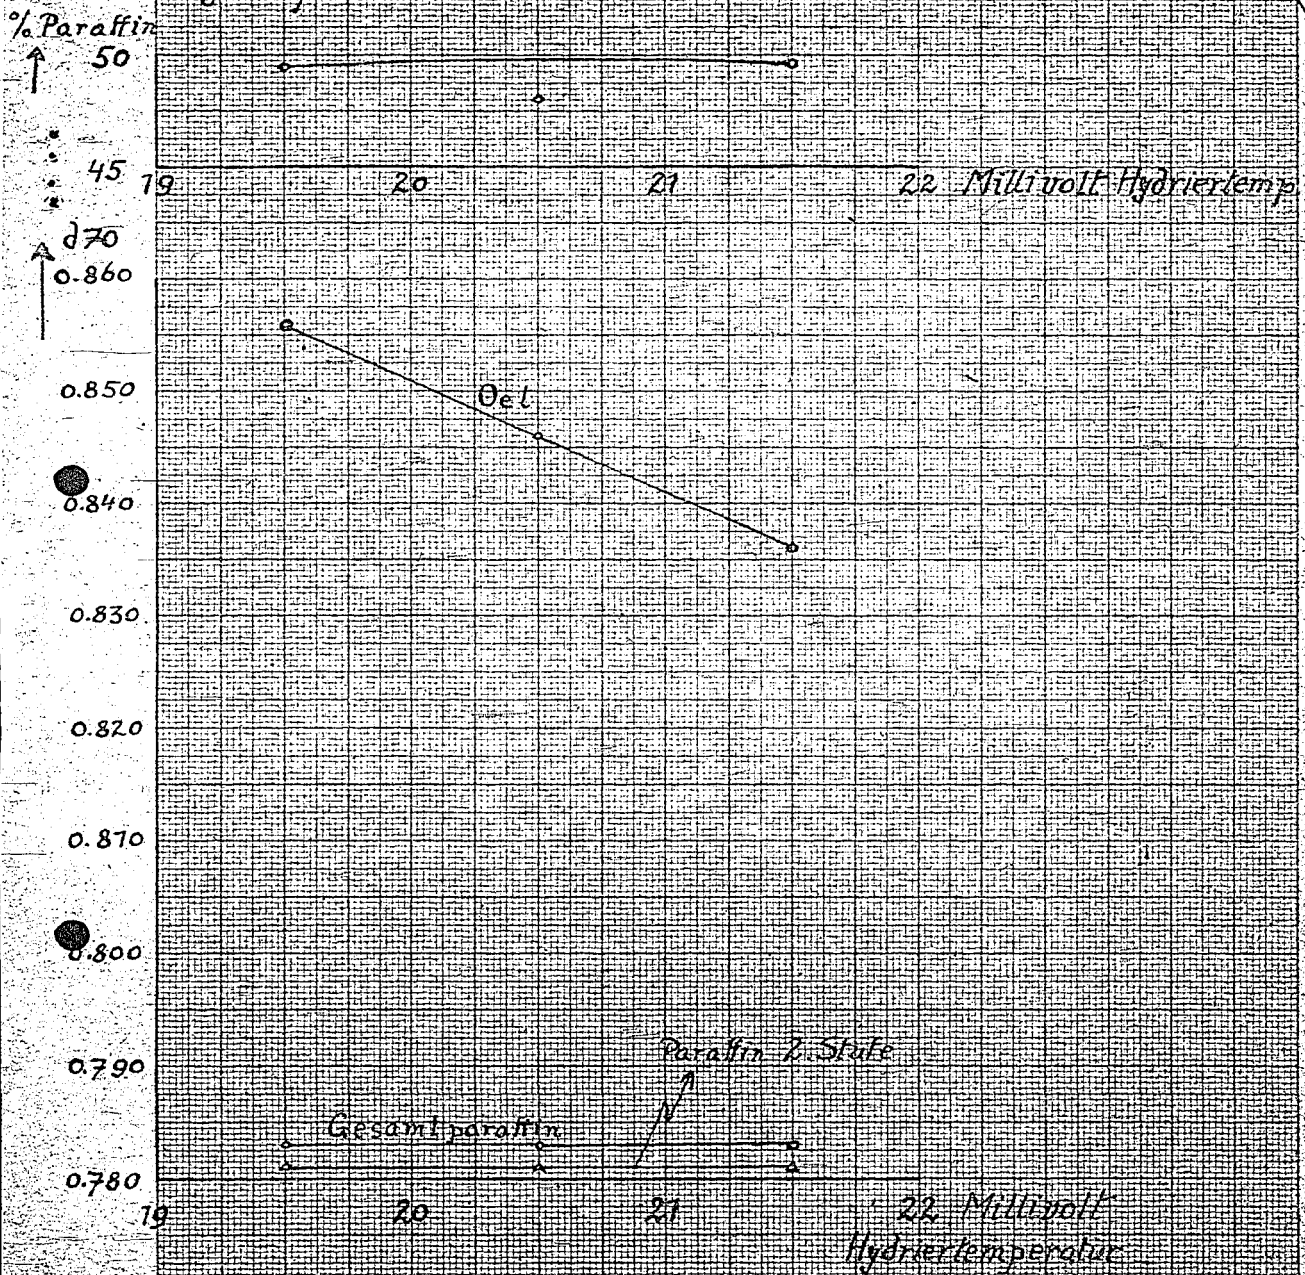 % Paraffin
50
45
19 20 21 22 Millivolt Hydriertemp.
d70
0.860
Oel
0.850
0.840
0.830
0.820
0.870
0.800
Paraffin 2. Stufe
0.790
Gesamtparaffin
0.780
19 20 21 22 Millivolt
Hydriertemperatur